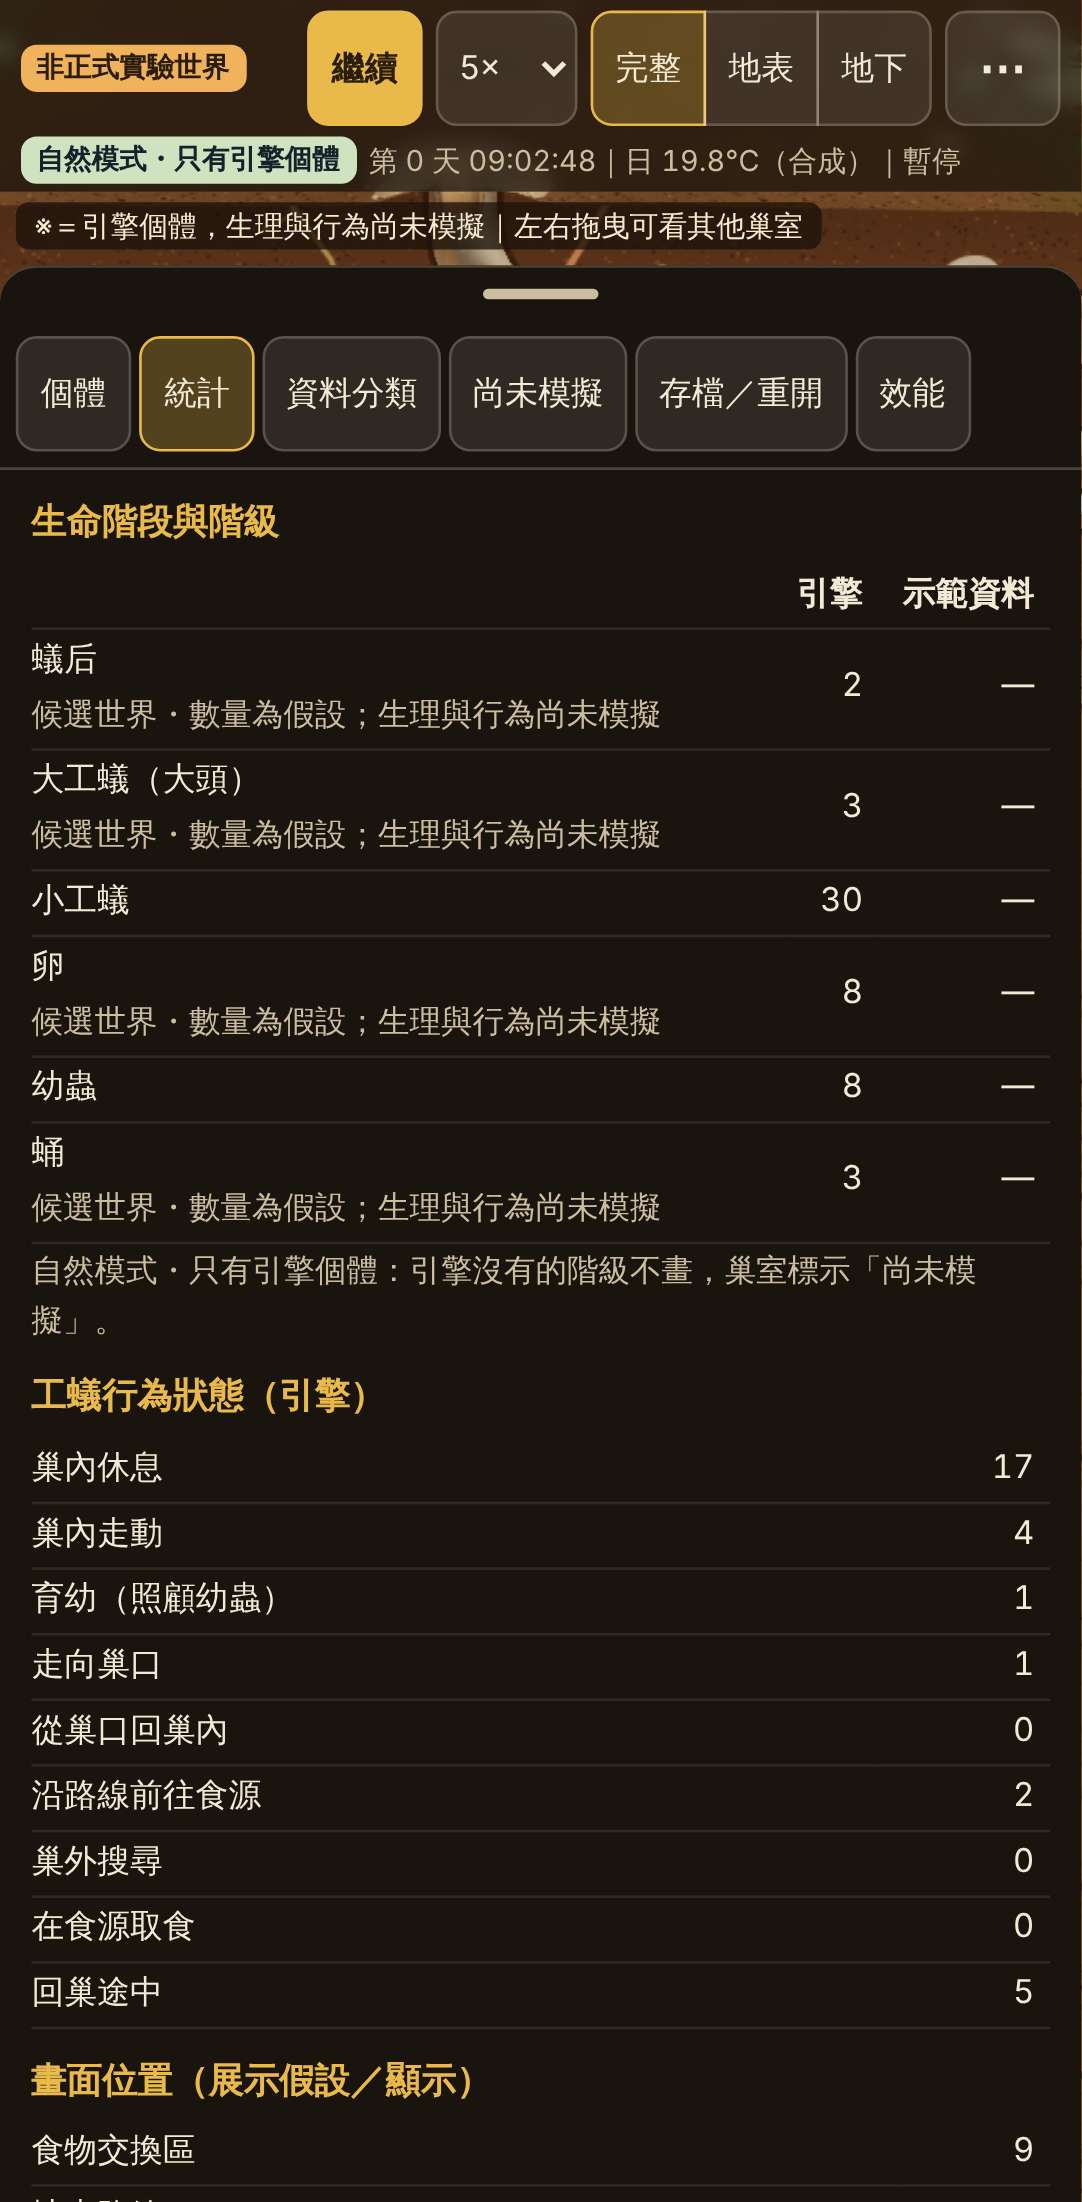 非正式實驗世界
繼續
5×
完整
地表
地下
⋯
自然模式・只有引擎個體
第 0 天 09:02:48｜日 19.8°C（合成）｜暫停
※＝引擎個體，生理與行為尚未模擬｜左右拖曳可看其他巢室
個體
統計
資料分類
尚未模擬
存檔／重開
效能
生命階段與階級
引擎 示範資料
蟻后 2 —
候選世界・數量為假設；生理與行為尚未模擬
大工蟻（大頭） 3 —
候選世界・數量為假設；生理與行為尚未模擬
小工蟻 30 —
卵 8 —
候選世界・數量為假設；生理與行為尚未模擬
幼蟲 8 —
蛹 3 —
候選世界・數量為假設；生理與行為尚未模擬
自然模式・只有引擎個體：引擎沒有的階級不畫，巢室標示「尚未模
擬」。
工蟻行為狀態（引擎）
巢內休息 17
巢內走動 4
育幼（照顧幼蟲） 1
走向巢口 1
從巢口回巢內 0
沿路線前往食源 2
巢外搜尋 0
在食源取食 0
回巢途中 5
畫面位置（展示假設／顯示）
食物交換區 9